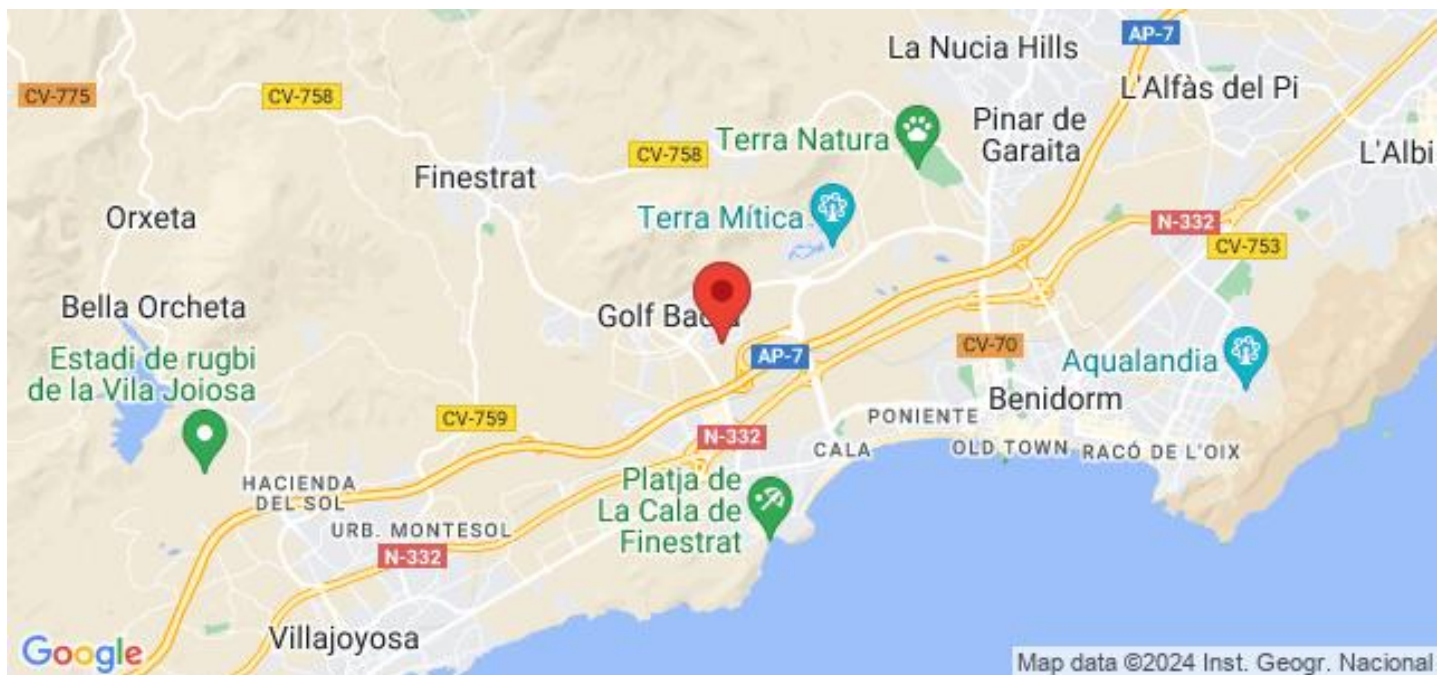 AP-7
La Nucia Hills
L'Alfàs del Pi
CV-775
CV-758
Terra Natura
Pinar de
Garaita
CV-758
L'Albi
Finestrat
Orxeta
Terra Mítica
N-332
CV-753
Bella Orcheta
Golf
Estadi de rugbi
de la Vila Joiosa
AP-7
CV-70
Aqualandia
Benidorm
CV-759
PONIENTE
N-332
CALA
OLD TOWN
RACÓ DE L'OIX
HACIENDA
DEL SOL
Platja de
La Cala de
Finestrat
URB. MONTESOL
N-332
Villajoyosa
Google
Map data ©2024 Inst. Geogr. Nacional